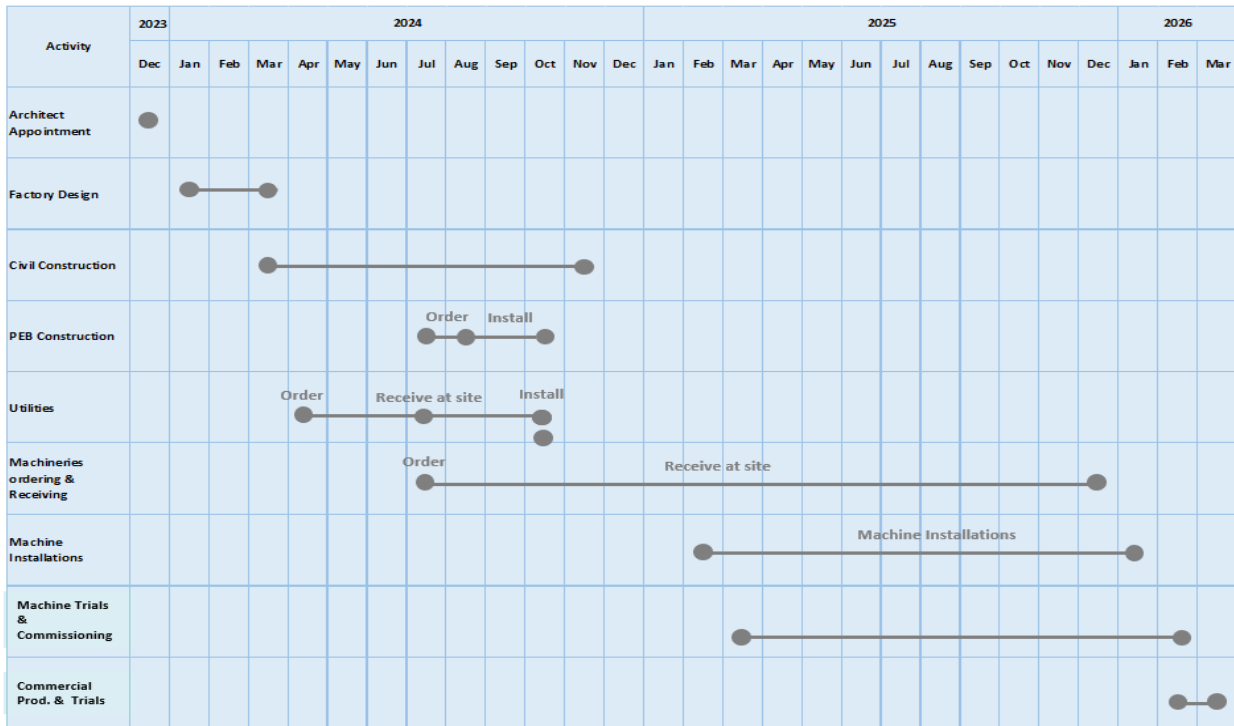 Activity
2023
2024
2025
2026
Dec Jan Feb Mar Apr May Jun Jul Aug Sep Oct Nov Dec Jan Feb Mar Apr May Jun Jul Aug Sep Oct Nov Dec Jan Feb Mar
Architect
Appointment
Factory Design
Civil Construction
PEB Construction
Order
Install
Utilities
Order
Receive at site
Install
Machineries
ordering &
Receiving
Order
Receive at site
Machine
Installations
Machine Installations
Machine Trials
&
Commissioning
Commercial
Prod. & Trials